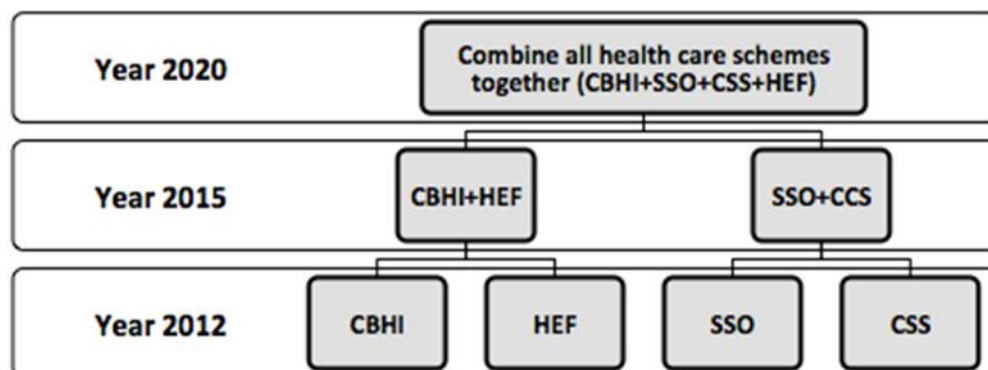 Year 2020
Combine all health care schemes
together (CBHI+SSO+CSS+HEF)
Year 2015
CBHI+HEF
SSO+CCS
Year 2012
CBHI
HEF
SSO
CSS